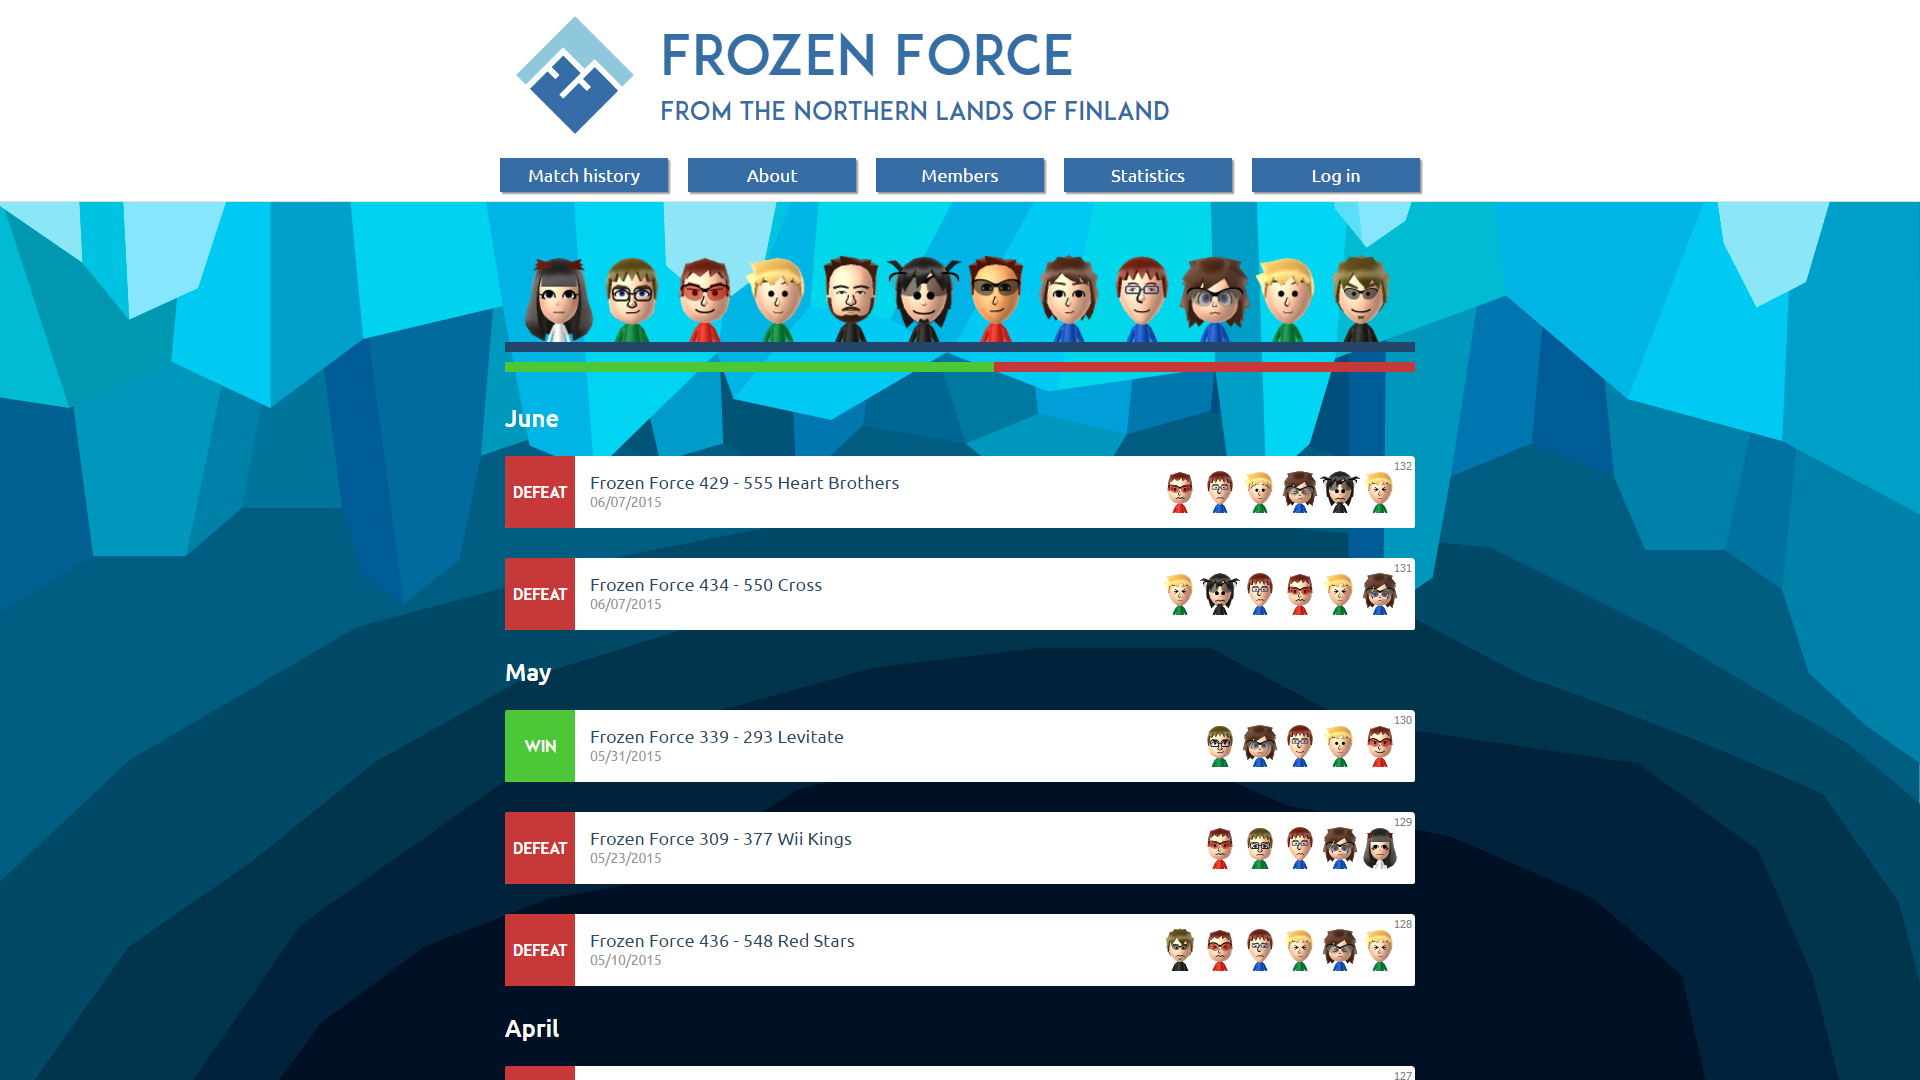 FROZEN FORCE
FROM THE NORTHERN LANDS OF FINLAND
Match history
About
Members
Statistics
Log in
June
DEFEAT
Frozen Force 429 - 555 Heart Brothers
06/07/2015
132
DEFEAT
Frozen Force 434 - 550 Cross
06/07/2015
131
May
WIN
Frozen Force 339 - 293 Levitate
05/31/2015
130
DEFEAT
Frozen Force 309 - 377 Wii Kings
05/23/2015
129
DEFEAT
Frozen Force 436 - 548 Red Stars
05/10/2015
128
April
127